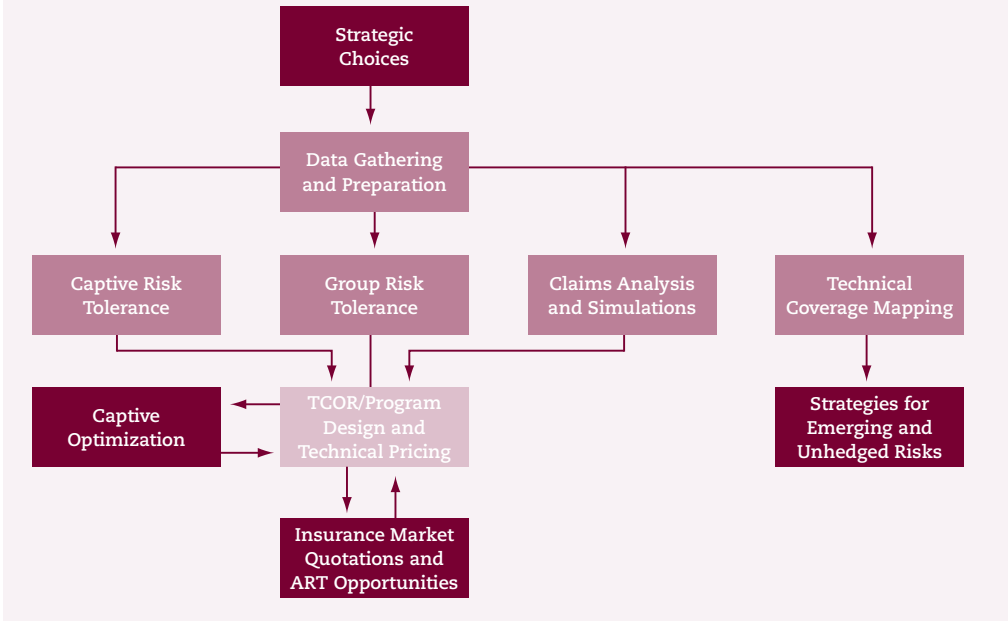 Strategic
Choices
Data Gathering
and Preparation
Captive Risk
Tolerance
Group Risk
Tolerance
Claims Analysis
and Simulations
Technical
Coverage Mapping
Captive
Optimization
TCOR/Program
Design and
Technical Pricing
Strategies for
Emerging and
Unhedged Risks
Insurance Market
Quotations and
ART Opportunities